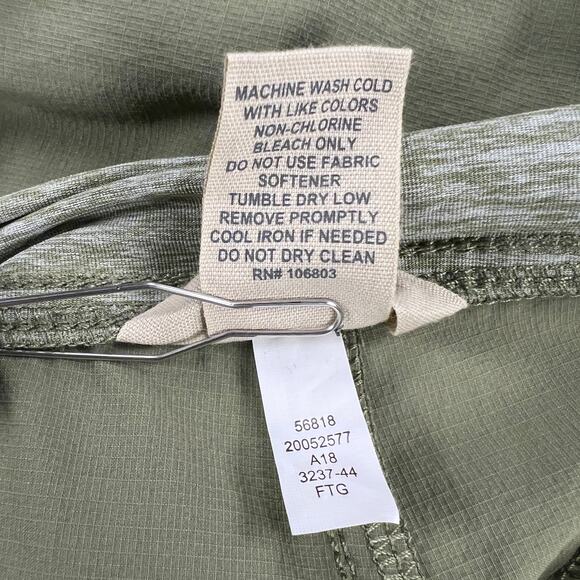 MACHINE WASH COLD
WITH LIKE COLORS
NON-CHLORINE
BLEACH ONLY
DO NOT USE FABRIC
SOFTENER
TUMBLE DRY LOW
REMOVE PROMPTLY
COOL IRON IF NEEDED
DO NOT DRY CLEAN
RN# 106803
56818
20052577
A18
3237-44
FTG